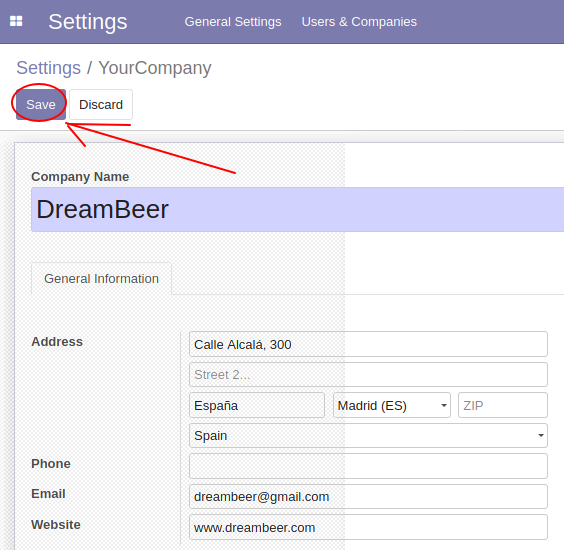 Settings General Settings Users & Companies
Settings / YourCompany
Save Discard
Company Name
DreamBeer
General Information
Address Calle Alcalá, 300
Street 2...
España Madrid (ES) ZIP
Spain
Phone
Email dreambeer@gmail.com
Website www.dreambeer.com